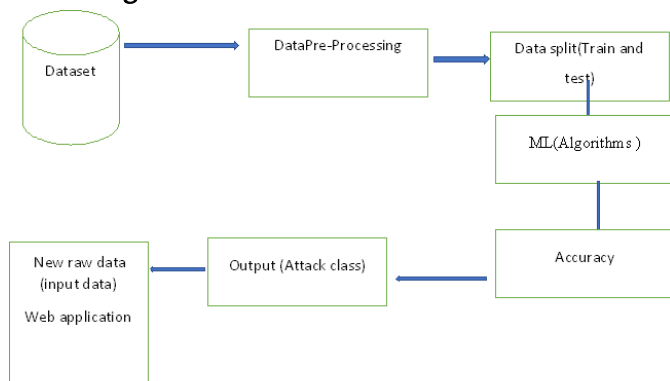 Dataset
DataPre-Processing
Data split(Train and
test)
ML(Algorithms )
Accuracy
Output (Attack class)
New raw data
(input data)
Web application